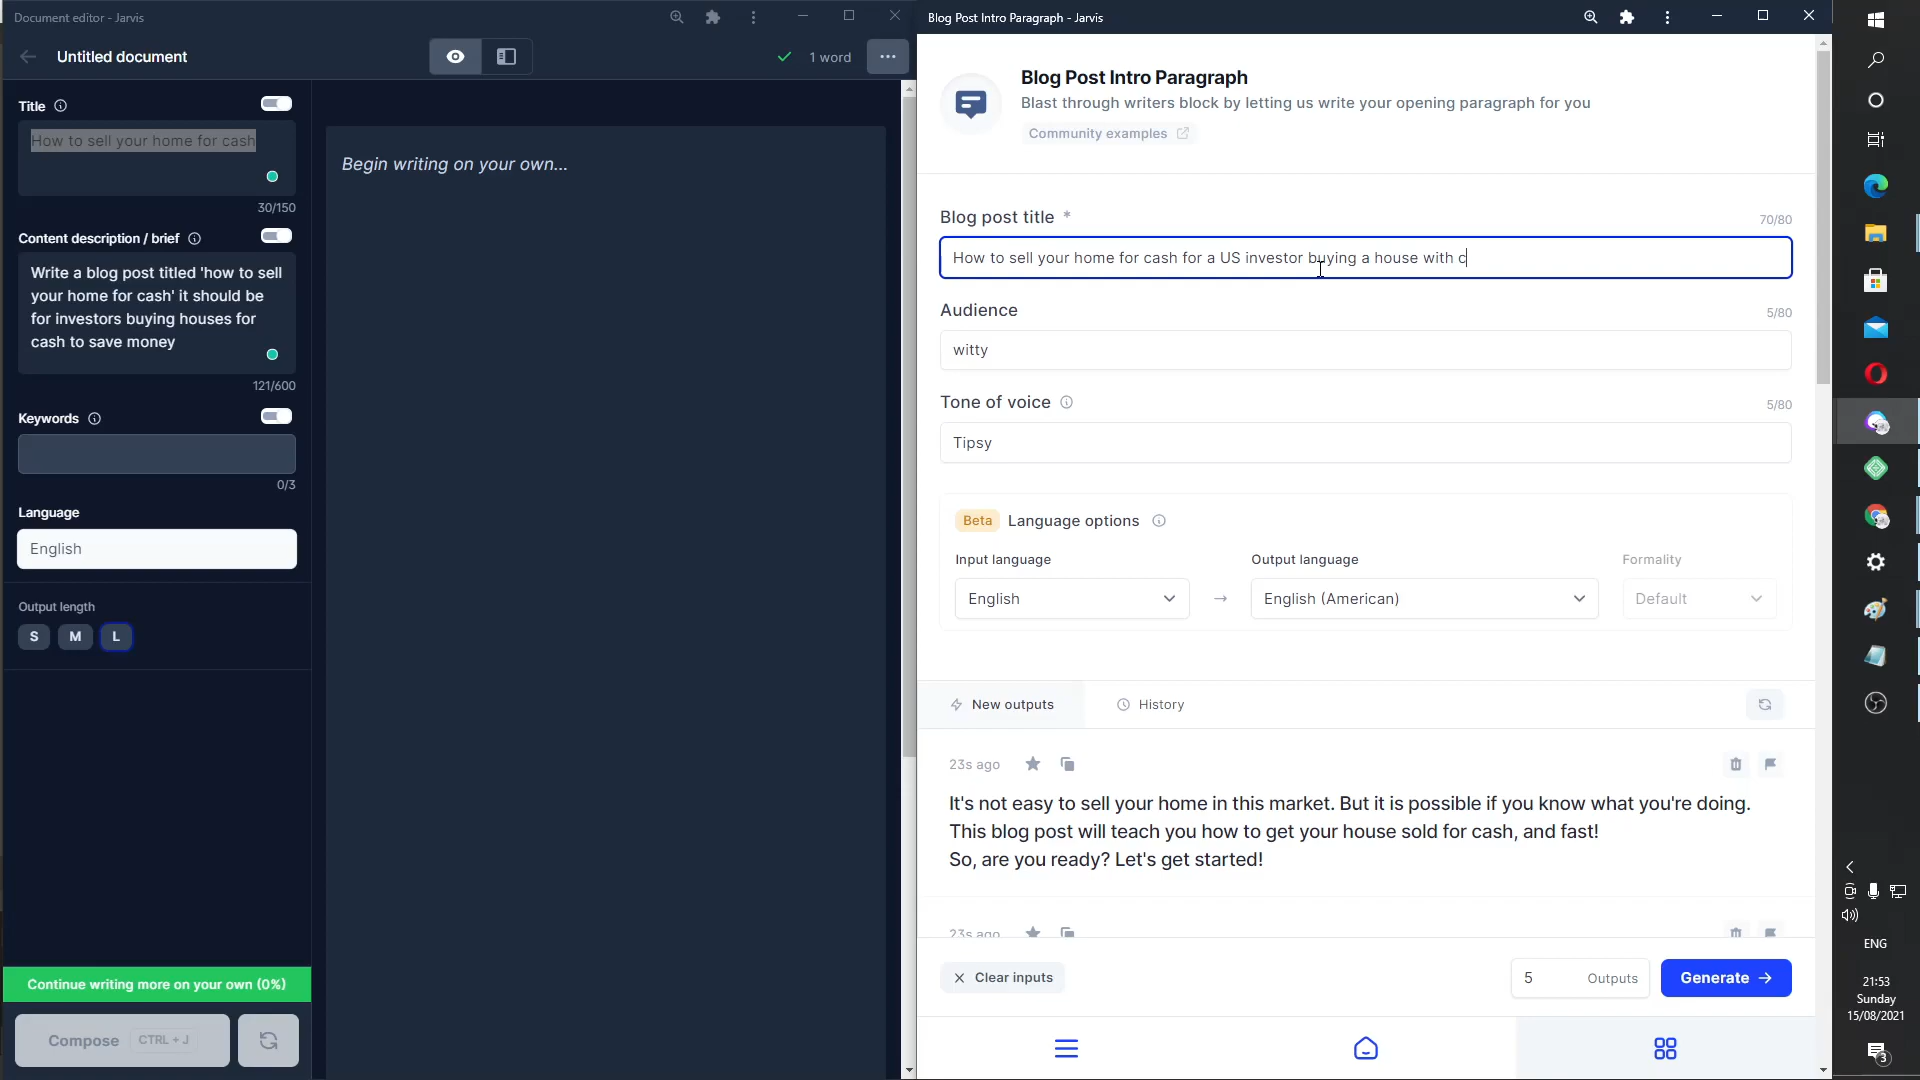 Document editor - Jarvis
Untitled document
1 word
Title
How to sell your home for cash
30/150
Content description / brief
Write a blog post titled 'how to sell
your home for cash' it should be
for investors buying houses for
cash to save money
121/600
Keywords
0/3
Language
English
Output length
S M L
Continue writing more on your own (0%)
Compose CTRL + J
Begin writing on your own...
Blog Post Intro Paragraph - Jarvis
Blog Post Intro Paragraph
Blast through writers block by letting us write your opening paragraph for you
Community examples
Blog post title * 70/80
How to sell your home for cash for a US investor buying a house with c
Audience 5/80
witty
Tone of voice 5/80
Tipsy
Beta Language options
Input language Output language Formality
English → English (American) Default
New outputs History
23s ago
It's not easy to sell your home in this market. But it is possible if you know what you're doing.
This blog post will teach you how to get your house sold for cash, and fast!
So, are you ready? Let's get started!
23s ago
Clear inputs 5 Outputs Generate →
ENG
21:53
Sunday
15/08/2021
3